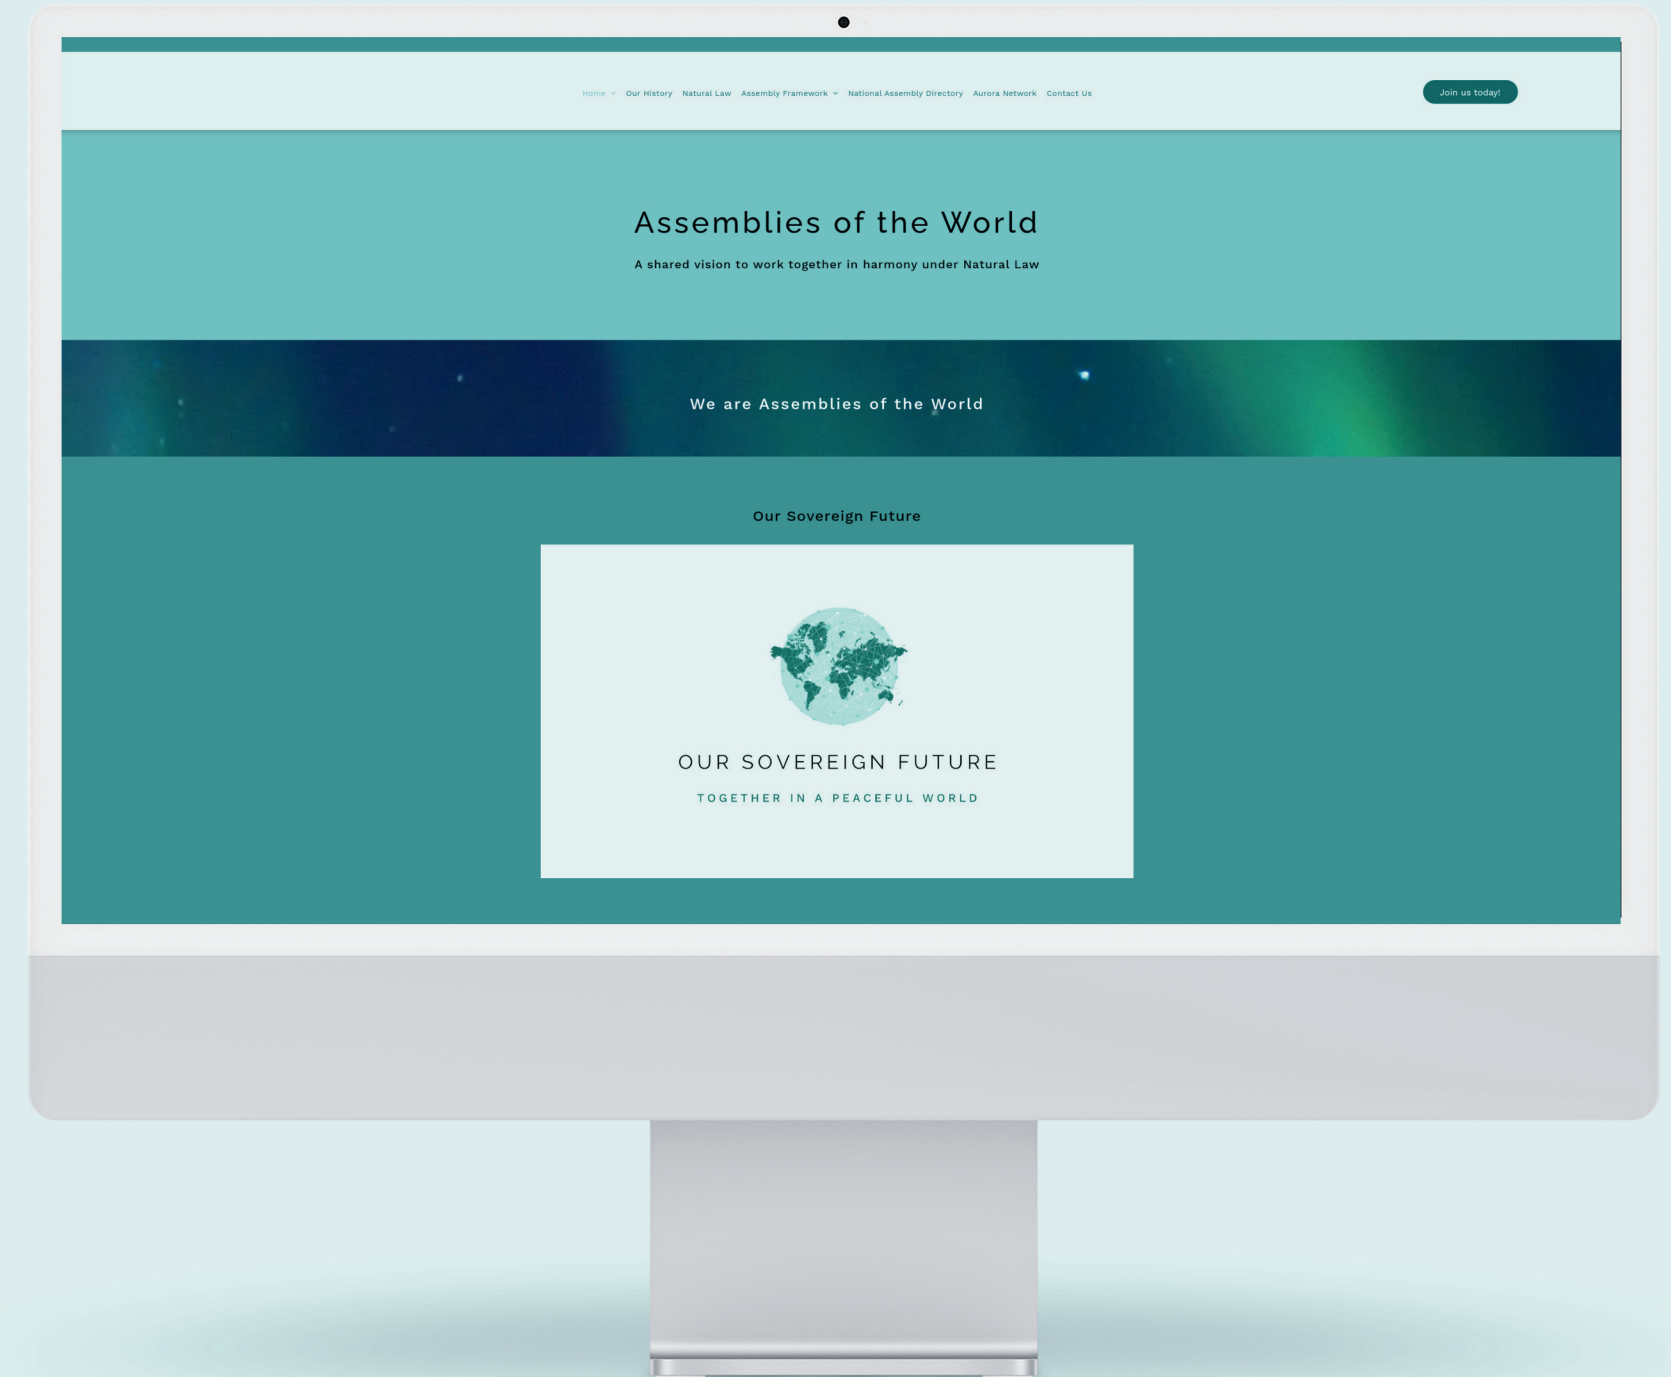 Home Our History Natural Law Assembly Framework National Assembly Directory Aurora Network Contact Us Join us today!
Assemblies of the World
A shared vision to work together in harmony under Natural Law
We are Assemblies of the World
Our Sovereign Future
OUR SOVEREIGN FUTURE
TOGETHER IN A PEACEFUL WORLD